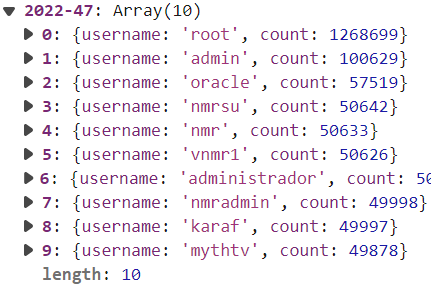 ▼ 2022-47: Array(10)
▶ 0: {username: 'root', count: 1268699}
▶ 1: {username: 'admin', count: 100629}
▶ 2: {username: 'oracle', count: 57519}
▶ 3: {username: 'nmrsu', count: 50642}
▶ 4: {username: 'nmr', count: 50633}
▶ 5: {username: 'vnmr1', count: 50626}
▶ 6: {username: 'administrador', count: 50
▶ 7: {username: 'nmradmin', count: 49998}
▶ 8: {username: 'karaf', count: 49997}
▶ 9: {username: 'mythtv', count: 49878}
length: 10